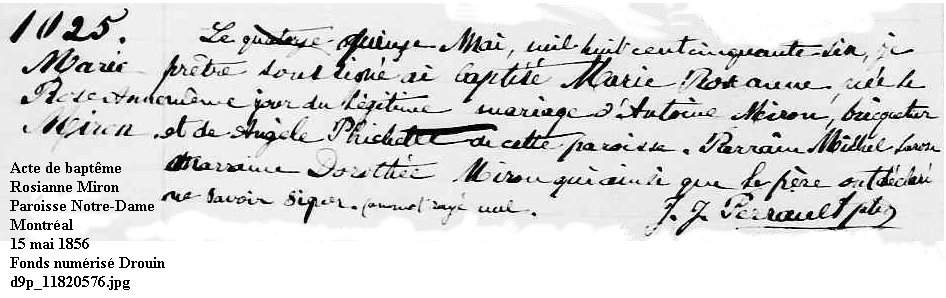 1025.
Marie
Rose Anne
Miron
Le quatorze quinze Mai, mil huit cent cinquante six, je
prêtre soussigné ai baptisé Marie Rosanne, née le
même jour du légitime mariage d'Antoine Miron, briquetier
et de Angèle Phichette de cette paroisse. Parrain Michel
Marraine Dorothée Miron qui ainsi que le père ont déclaré
ne savoir signer. (un mot rayé nul.
J. J. Perrault ptre
Acte de baptême
Rosianne Miron
Paroisse Notre-Dame
Montréal
15 mai 1856
Fonds numérisé Drouin
d9p_11820576.jpg